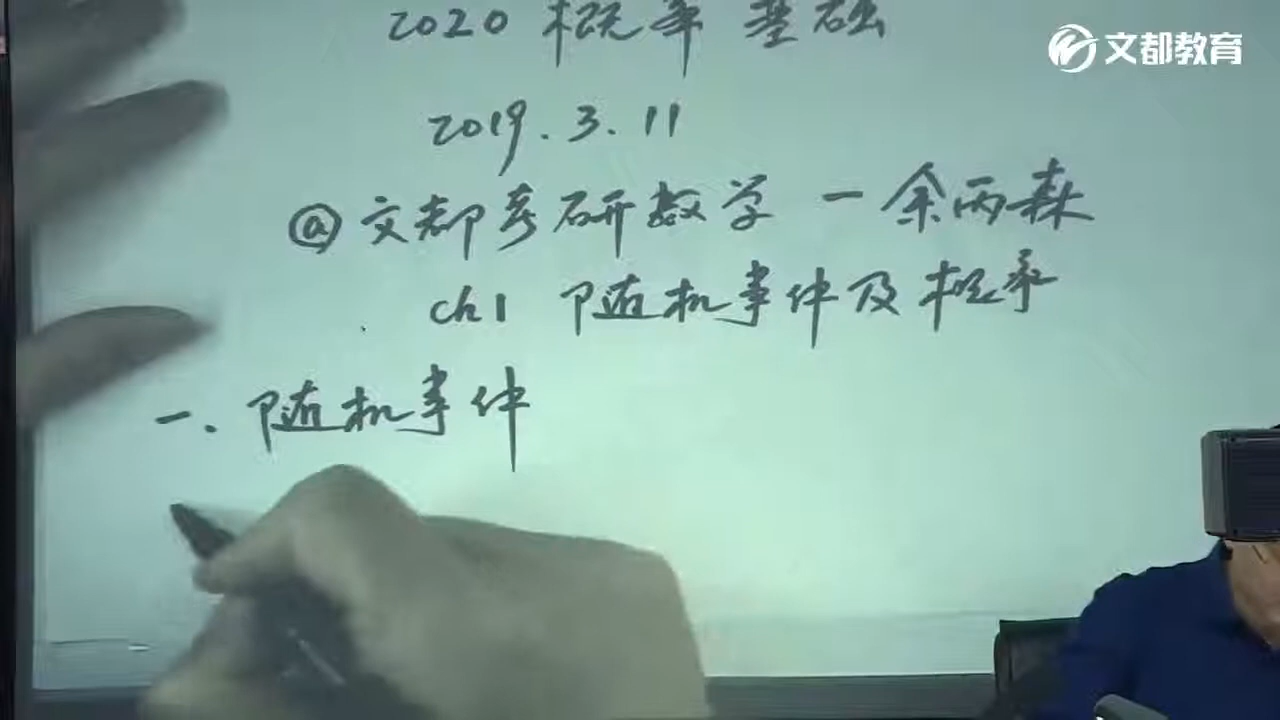 文都教育
2020 概率 基础
2019.3.11
@文都考研数学 一余丙森
ch1 随机事件及概率
一.随机事件